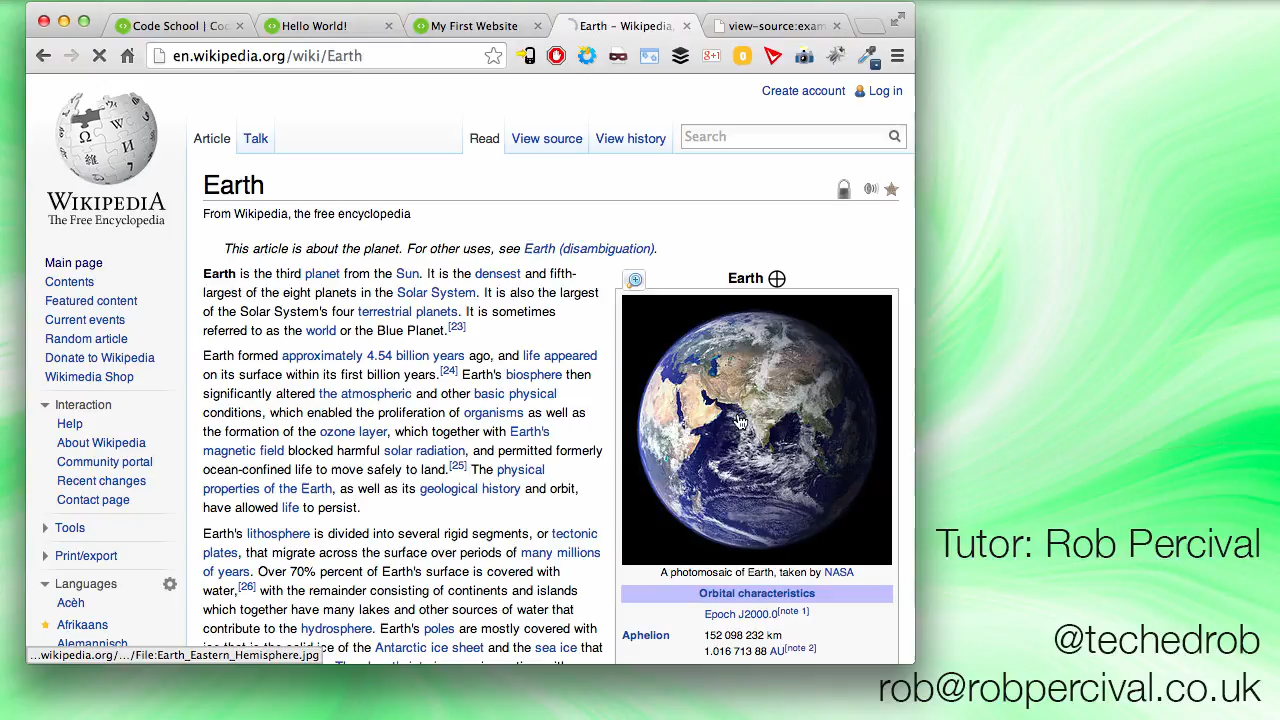 Code School | Co
Hello World!
My First Website
Earth – Wikipedia,
view-source:exam
en.wikipedia.org/wiki/Earth
Create account
Log in
Article
Talk
Read
View source
View history
Search
WIKIPEDIA
The Free Encyclopedia
Earth
From Wikipedia, the free encyclopedia
This article is about the planet. For other uses, see Earth (disambiguation).
Earth is the third planet from the Sun. It is the densest and fifth-
largest of the eight planets in the Solar System. It is also the largest
of the Solar System's four terrestrial planets. It is sometimes
referred to as the world or the Blue Planet.[23]
Earth formed approximately 4.54 billion years ago, and life appeared
on its surface within its first billion years.[24] Earth's biosphere then
significantly altered the atmospheric and other basic physical
conditions, which enabled the proliferation of organisms as well as
the formation of the ozone layer, which together with Earth's
magnetic field blocked harmful solar radiation, and permitted formerly
ocean-confined life to move safely to land.[25] The physical
properties of the Earth, as well as its geological history and orbit,
have allowed life to persist.
Earth's lithosphere is divided into several rigid segments, or tectonic
plates, that migrate across the surface over periods of many millions
of years. Over 70% percent of Earth's surface is covered with
water,[26] with the remainder consisting of continents and islands
which together have many lakes and other sources of water that
contribute to the hydrosphere. Earth's poles are mostly covered with
ice of the Antarctic ice sheet and the sea ice that
Main page
Contents
Featured content
Current events
Random article
Donate to Wikipedia
Wikimedia Shop
Interaction
Help
About Wikipedia
Community portal
Recent changes
Contact page
Tools
Print/export
Languages
Acèh
Afrikaans
Alemannisch
...wikipedia.org/.../File:Earth_Eastern_Hemisphere.jpg
Earth
A photomosaic of Earth, taken by NASA
Orbital characteristics
Epoch J2000.0[note 1]
Aphelion
152 098 232 km
1.016 713 88 AU[note 2]
Tutor: Rob Percival
@techedrob
rob@robpercival.co.uk